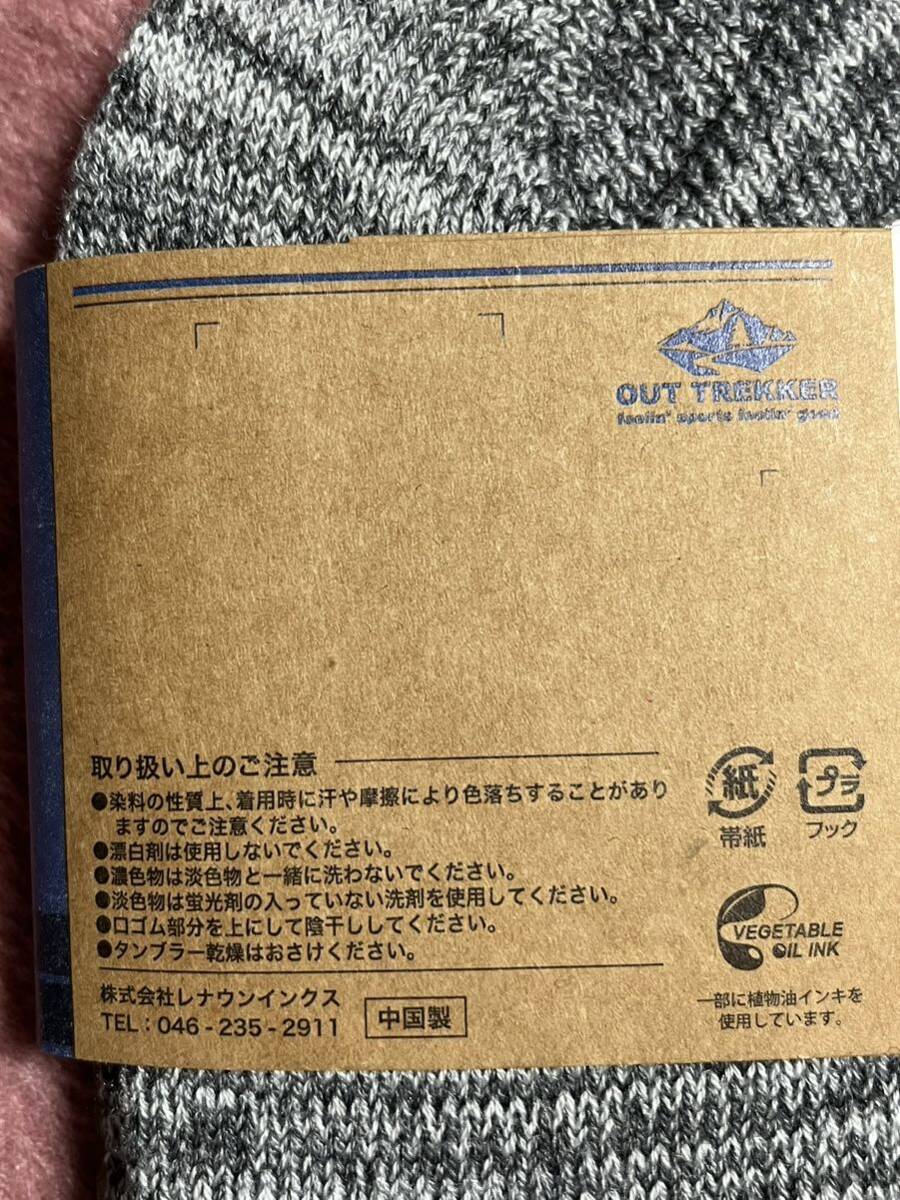 OUT TREKKER
feelin' sports feelin' good
取り扱い上のご注意
●染料の性質上、着用時に汗や摩擦により色落ちすることがあり
ますのでご注意ください。
●漂白剤は使用しないでください。
●濃色物は淡色物と一緒に洗わないでください。
●淡色物は蛍光剤の入っていない洗剤を使用してください。
●口ゴム部分を上にして陰干ししてください。
●タンブラー乾燥はおさけください。
株式会社レナウンインクス
TEL：046-235-2911
中国製
紙
帯紙
プラ
フック
VEGETABLE
OIL INK
一部に植物油インキを
使用しています。